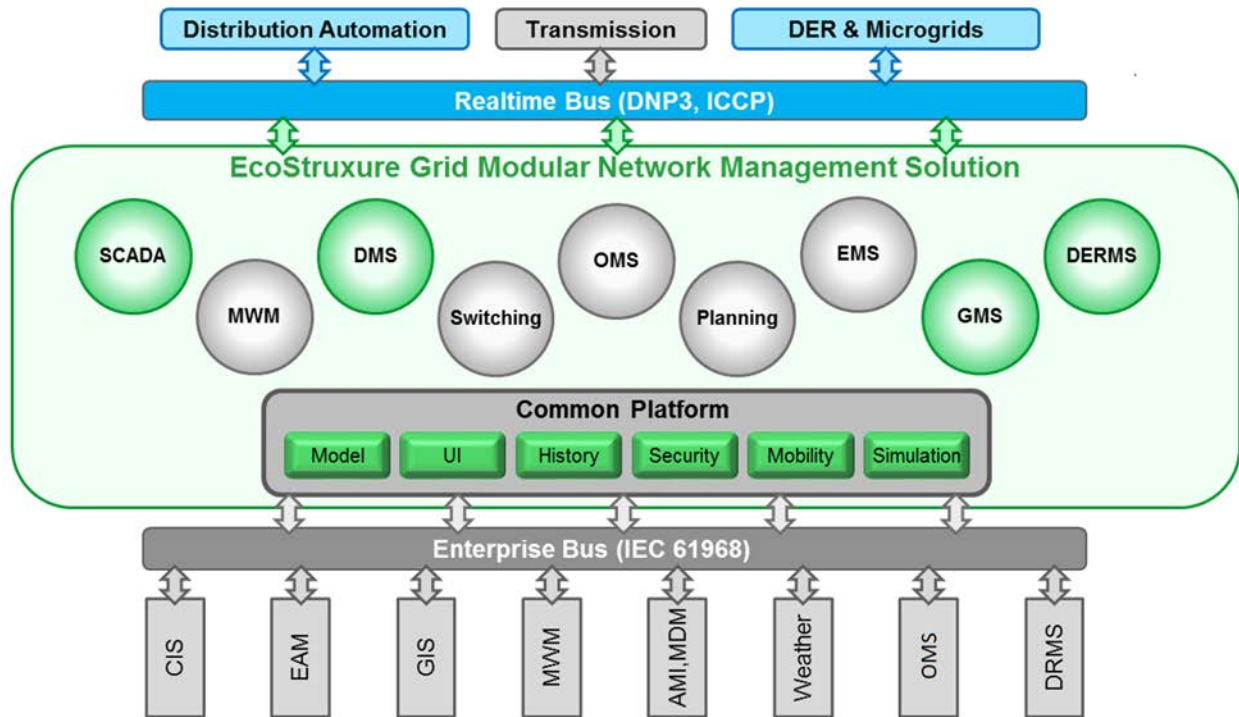 Distribution Automation
Transmission
DER & Microgrids
Realtime Bus (DNP3, ICCP)
EcoStruxure Grid Modular Network Management Solution
SCADA
MWM
DMS
Switching
OMS
Planning
EMS
GMS
DERMS
Common Platform
Model
UI
History
Security
Mobility
Simulation
Enterprise Bus (IEC 61968)
CIS
EAM
GIS
MWM
AMI,MDM
Weather
OMS
DRMS